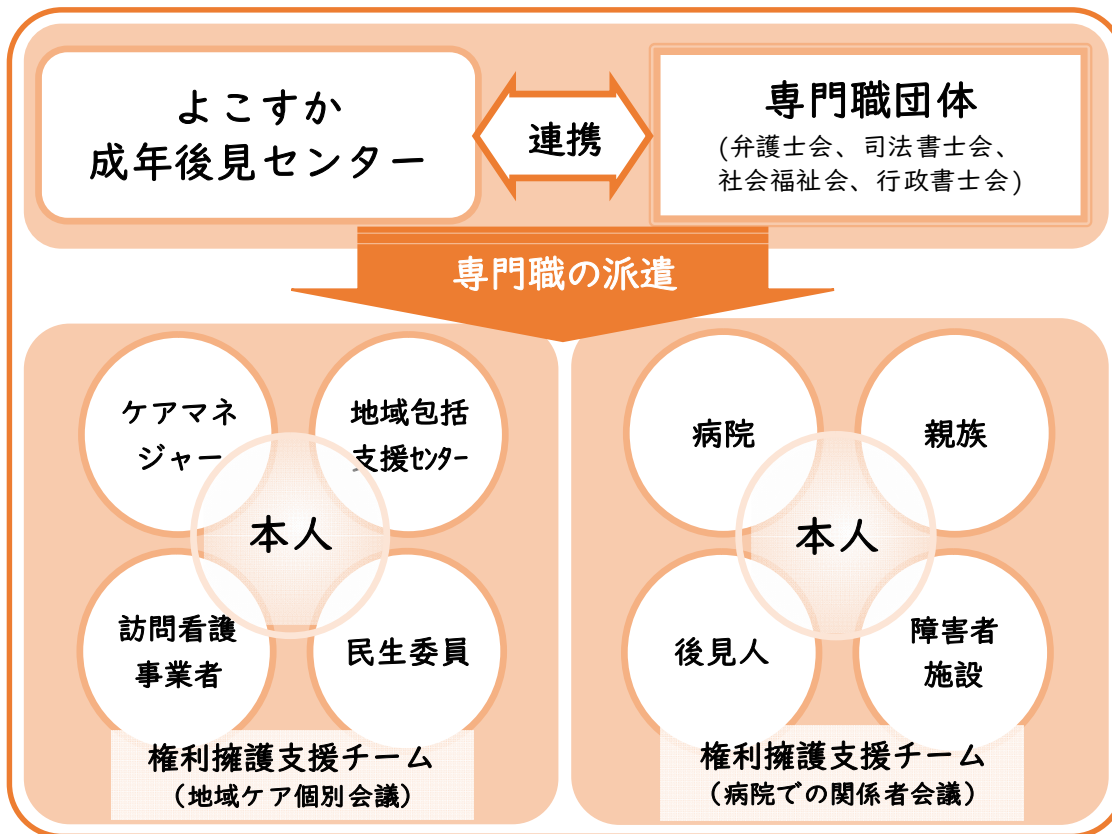 よこすか
成年後見センター
連携
専門職団体
(弁護士会、司法書士会、
社会福祉会、行政書士会)
専門職の派遣
ケアマネ
ジャー
地域包括
支援ｾﾝﾀｰ
本人
訪問看護
事業者
民生委員
権利擁護支援チーム
（地域ケア個別会議）
病院
親族
本人
後見人
障害者
施設
権利擁護支援チーム
（病院での関係者会議）